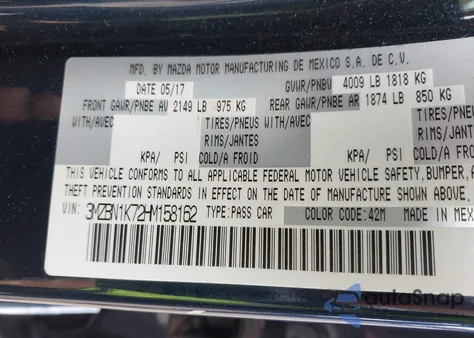 MFD. BY MAZDA MOTOR MANUFACTURING DE MEXICO S.A. DE C.V.
DATE 05/17 GVWR/PNBV 4009 LB 1818 KG
FRONT GAWR/PNBE AV 2149 LB 975 KG REAR GAWR/PNBE AR 1874 LB 850 KG
WITH/AVEC TIRES/PNEUS WITH/AVEC TIRES/PNEUS
RIMS/JANTES RIMS/JANTES
KPA/ PSI COLD/A FROID KPA/ PSI COLD/A FROID
THIS VEHICLE CONFORMS TO ALL APPLICABLE FEDERAL MOTOR VEHICLE SAFETY, BUMPER, A
THEFT PREVENTION STANDARDS IN EFFECT ON THE DATE OF MANUFACTURE SHOWN ABOVE.
VIN: 3MZBN1K72HM158162 TYPE:PASS CAR COLOR CODE:42M MADE IN MEX
autoSnap